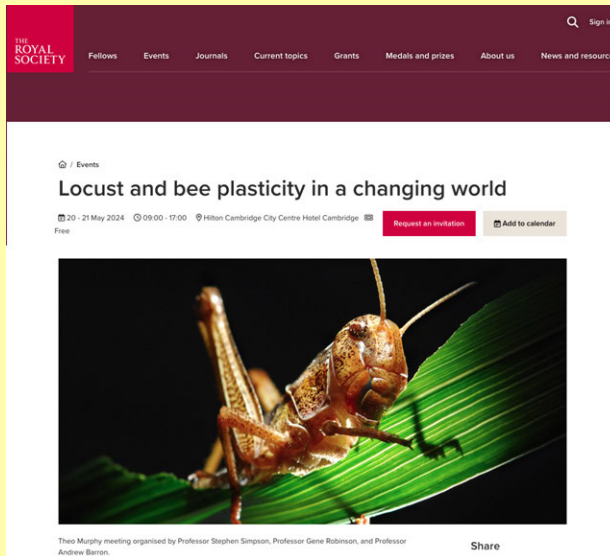 THE
ROYAL
SOCIETY
Sign i
Fellows Events Journals Current topics Grants Medals and prizes About us News and resourc
/ Events
Locust and bee plasticity in a changing world
20 - 21 May 2024 09:00 - 17:00 Hilton Cambridge City Centre Hotel Cambridge
Free
Request an invitation
Add to calendar
Theo Murphy meeting organised by Professor Stephen Simpson, Professor Gene Robinson, and Professor
Andrew Barron.
Share